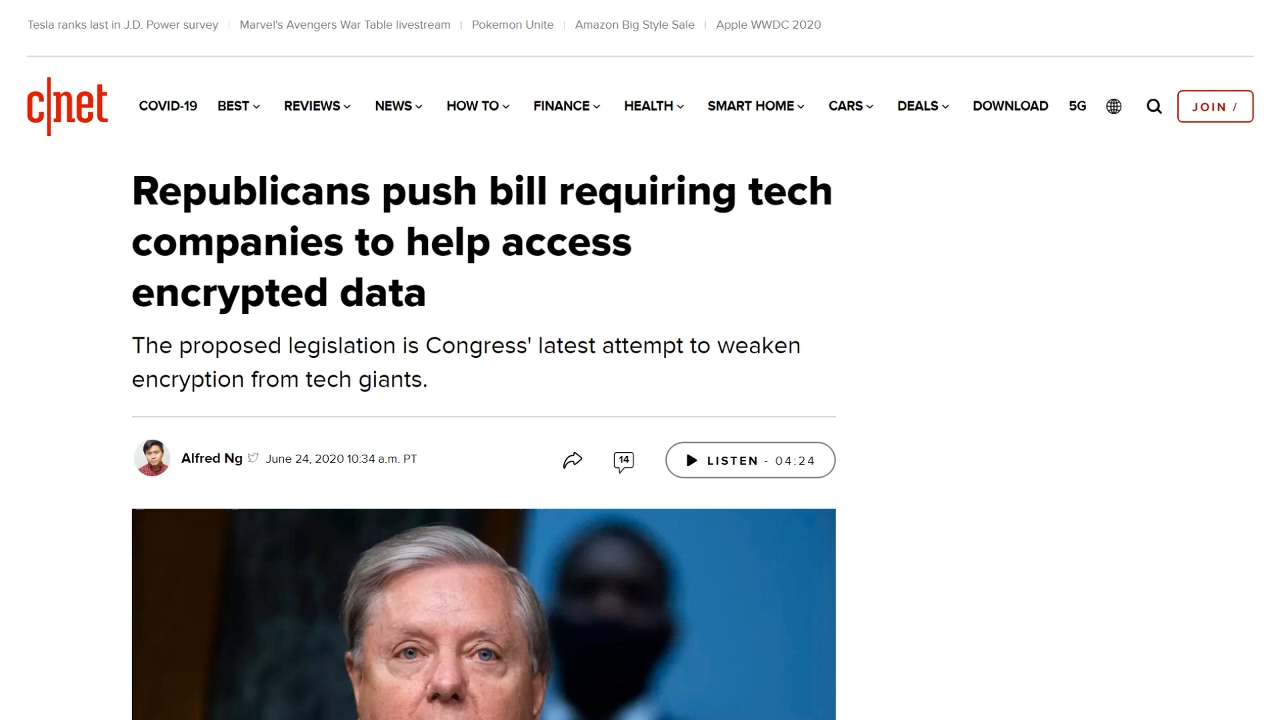 Tesla ranks last in J.D. Power survey Marvel's Avengers War Table livestream Pokemon Unite Amazon Big Style Sale Apple WWDC 2020
c|net COVID-19 BEST REVIEWS NEWS HOW TO FINANCE HEALTH SMART HOME CARS DEALS DOWNLOAD 5G JOIN /
Republicans push bill requiring tech
companies to help access
encrypted data
The proposed legislation is Congress' latest attempt to weaken
encryption from tech giants.
Alfred Ng June 24, 2020 10:34 a.m. PT 14 LISTEN - 04:24